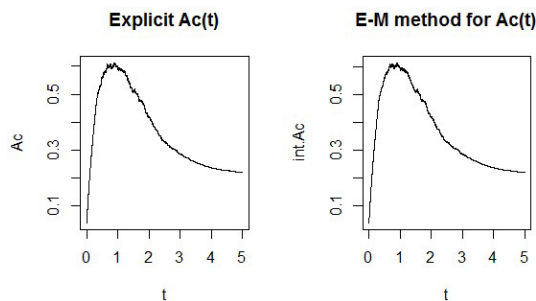 Explicit Ac(t)
Ac
0.1 0.3 0.5
0 1 2 3 4 5
t
E-M method for Ac(t)
int.Ac
0.1 0.3 0.5
0 1 2 3 4 5
t